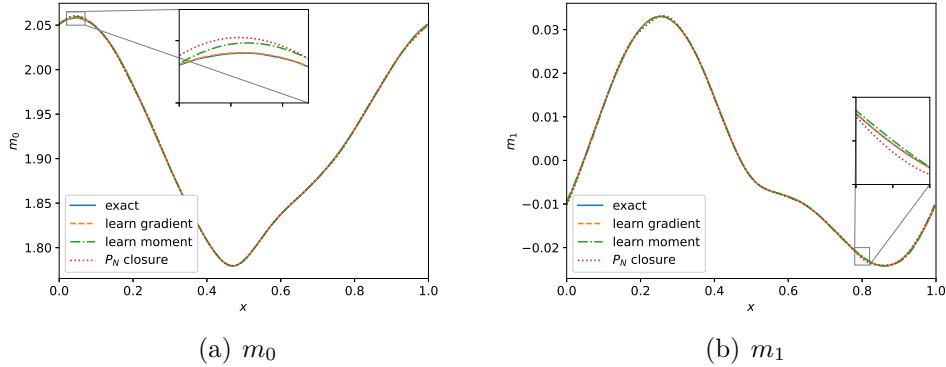 2.05
2.00
1.95
1.90
1.85
1.80
m0
exact
learn gradient
learn moment
PN closure
0.0 0.2 0.4 0.6 0.8 1.0
x
(a) m0
0.03
0.02
0.01
0.00
−0.01
−0.02
m1
exact
learn gradient
learn moment
PN closure
0.0 0.2 0.4 0.6 0.8 1.0
x
(b) m1